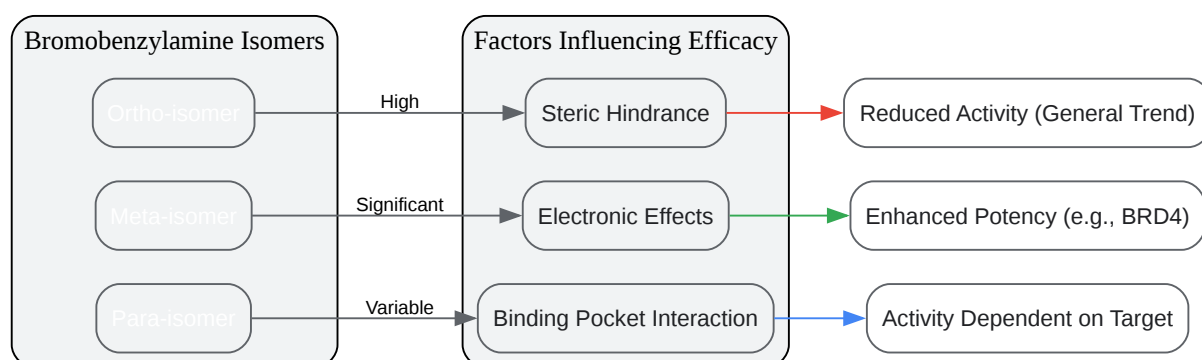 Bromobenzylamine Isomers
Factors Influencing Efficacy
Ortho-isomer
High
Steric Hindrance
Reduced Activity (General Trend)
Meta-isomer
Significant
Electronic Effects
Enhanced Potency (e.g., BRD4)
Para-isomer
Variable
Binding Pocket Interaction
Activity Dependent on Target